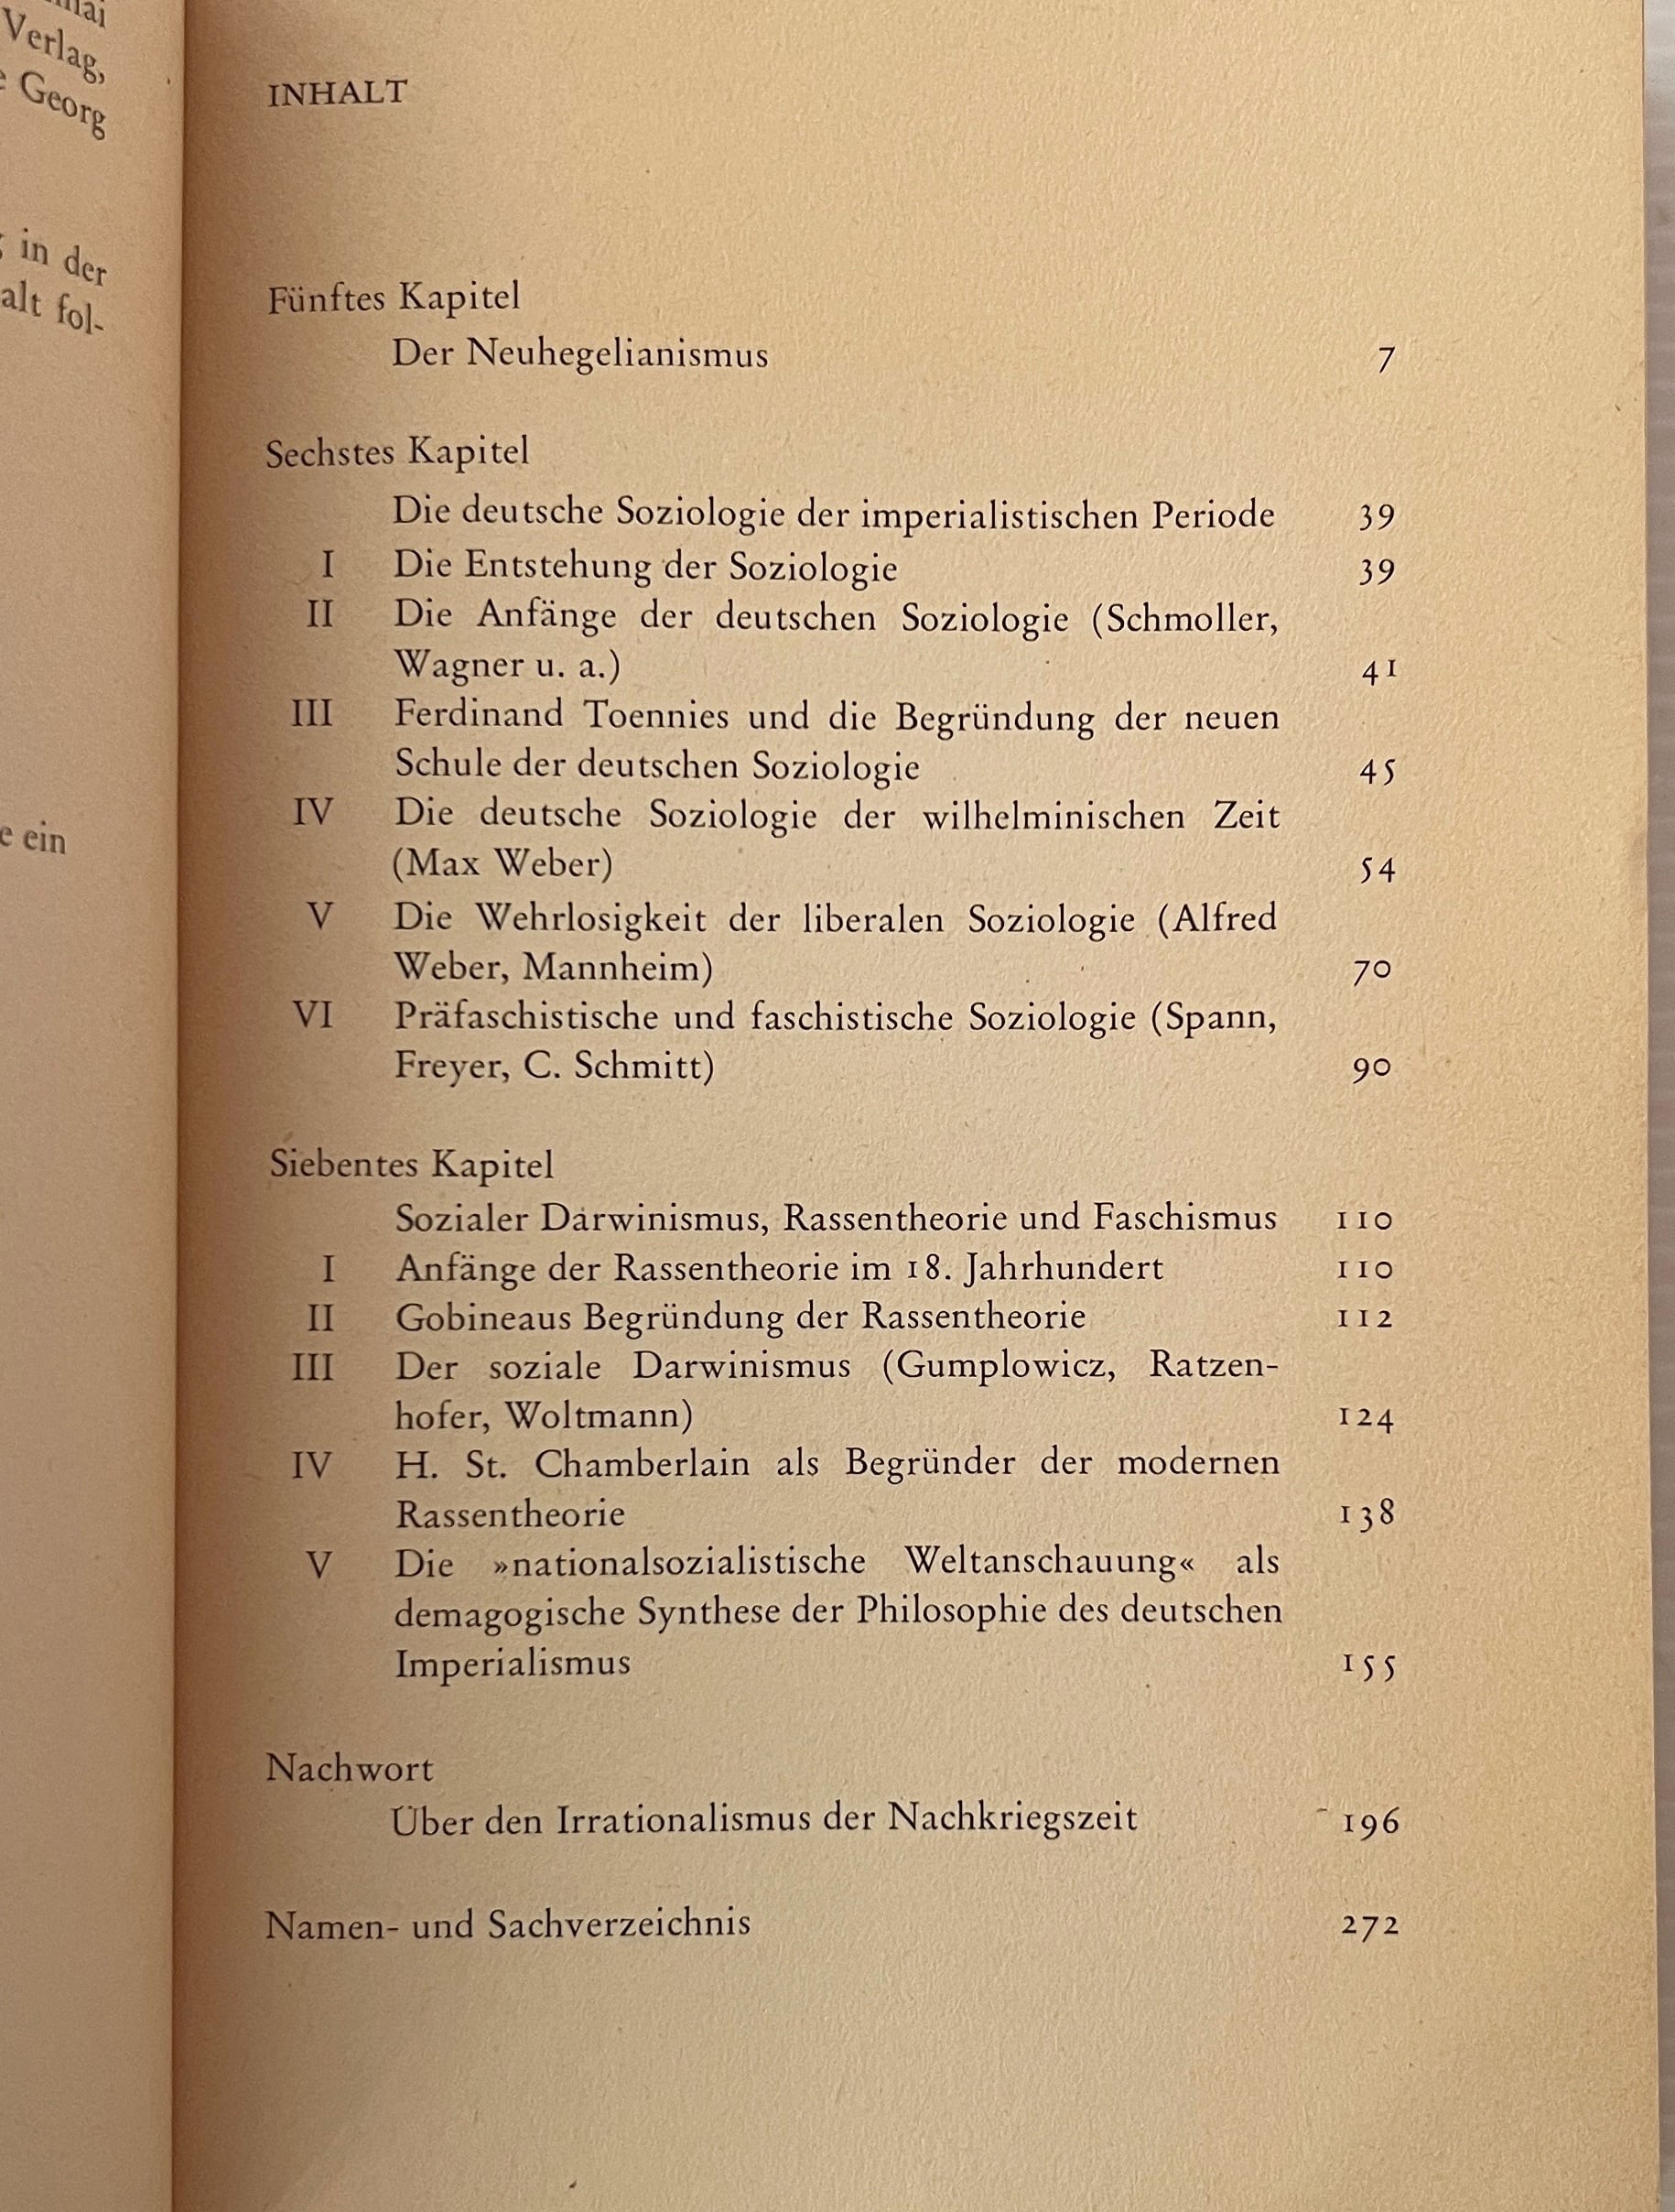 Verlag,
Georg
in der
alt fol-
ein
INHALT
Fünftes Kapitel
Der Neuhegelianismus 7
Sechstes Kapitel
Die deutsche Soziologie der imperialistischen Periode 39
I Die Entstehung der Soziologie 39
II Die Anfänge der deutschen Soziologie (Schmoller,
Wagner u. a.) 41
III Ferdinand Toennies und die Begründung der neuen
Schule der deutschen Soziologie 45
IV Die deutsche Soziologie der wilhelminischen Zeit
(Max Weber) 54
V Die Wehrlosigkeit der liberalen Soziologie (Alfred
Weber, Mannheim) 70
VI Präfaschistische und faschistische Soziologie (Spann,
Freyer, C. Schmitt) 90
Siebentes Kapitel
Sozialer Darwinismus, Rassentheorie und Faschismus 110
I Anfänge der Rassentheorie im 18. Jahrhundert 110
II Gobineaus Begründung der Rassentheorie 112
III Der soziale Darwinismus (Gumplowicz, Ratzen-
hofer, Woltmann) 124
IV H. St. Chamberlain als Begründer der modernen
Rassentheorie 138
V Die »nationalsozialistische Weltanschauung« als
demagogische Synthese der Philosophie des deutschen
Imperialismus 155
Nachwort
Über den Irrationalismus der Nachkriegszeit 196
Namen- und Sachverzeichnis 272